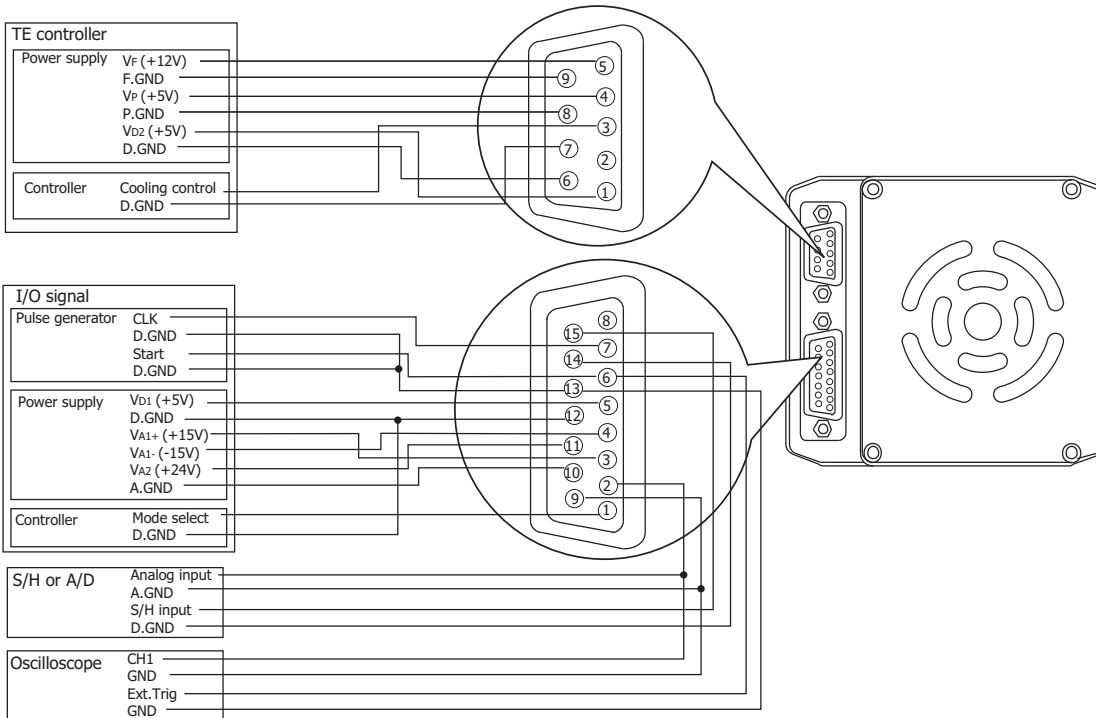 TE controller
Power supply VF (+12V)
F.GND
VP (+5V)
P.GND
VD2 (+5V)
D.GND
Controller Cooling control
D.GND
5
9
4
8
3
7
2
6
1
I/O signal
Pulse generator CLK
D.GND
Start
D.GND
Power supply VD1 (+5V)
D.GND
VA1+ (+15V)
VA1- (-15V)
VA2 (+24V)
A.GND
Controller Mode select
D.GND
8
15
7
14
6
13
5
12
4
11
3
10
2
9
1
S/H or A/D Analog input
A.GND
S/H input
D.GND
Oscilloscope CH1
GND
Ext.Trig
GND